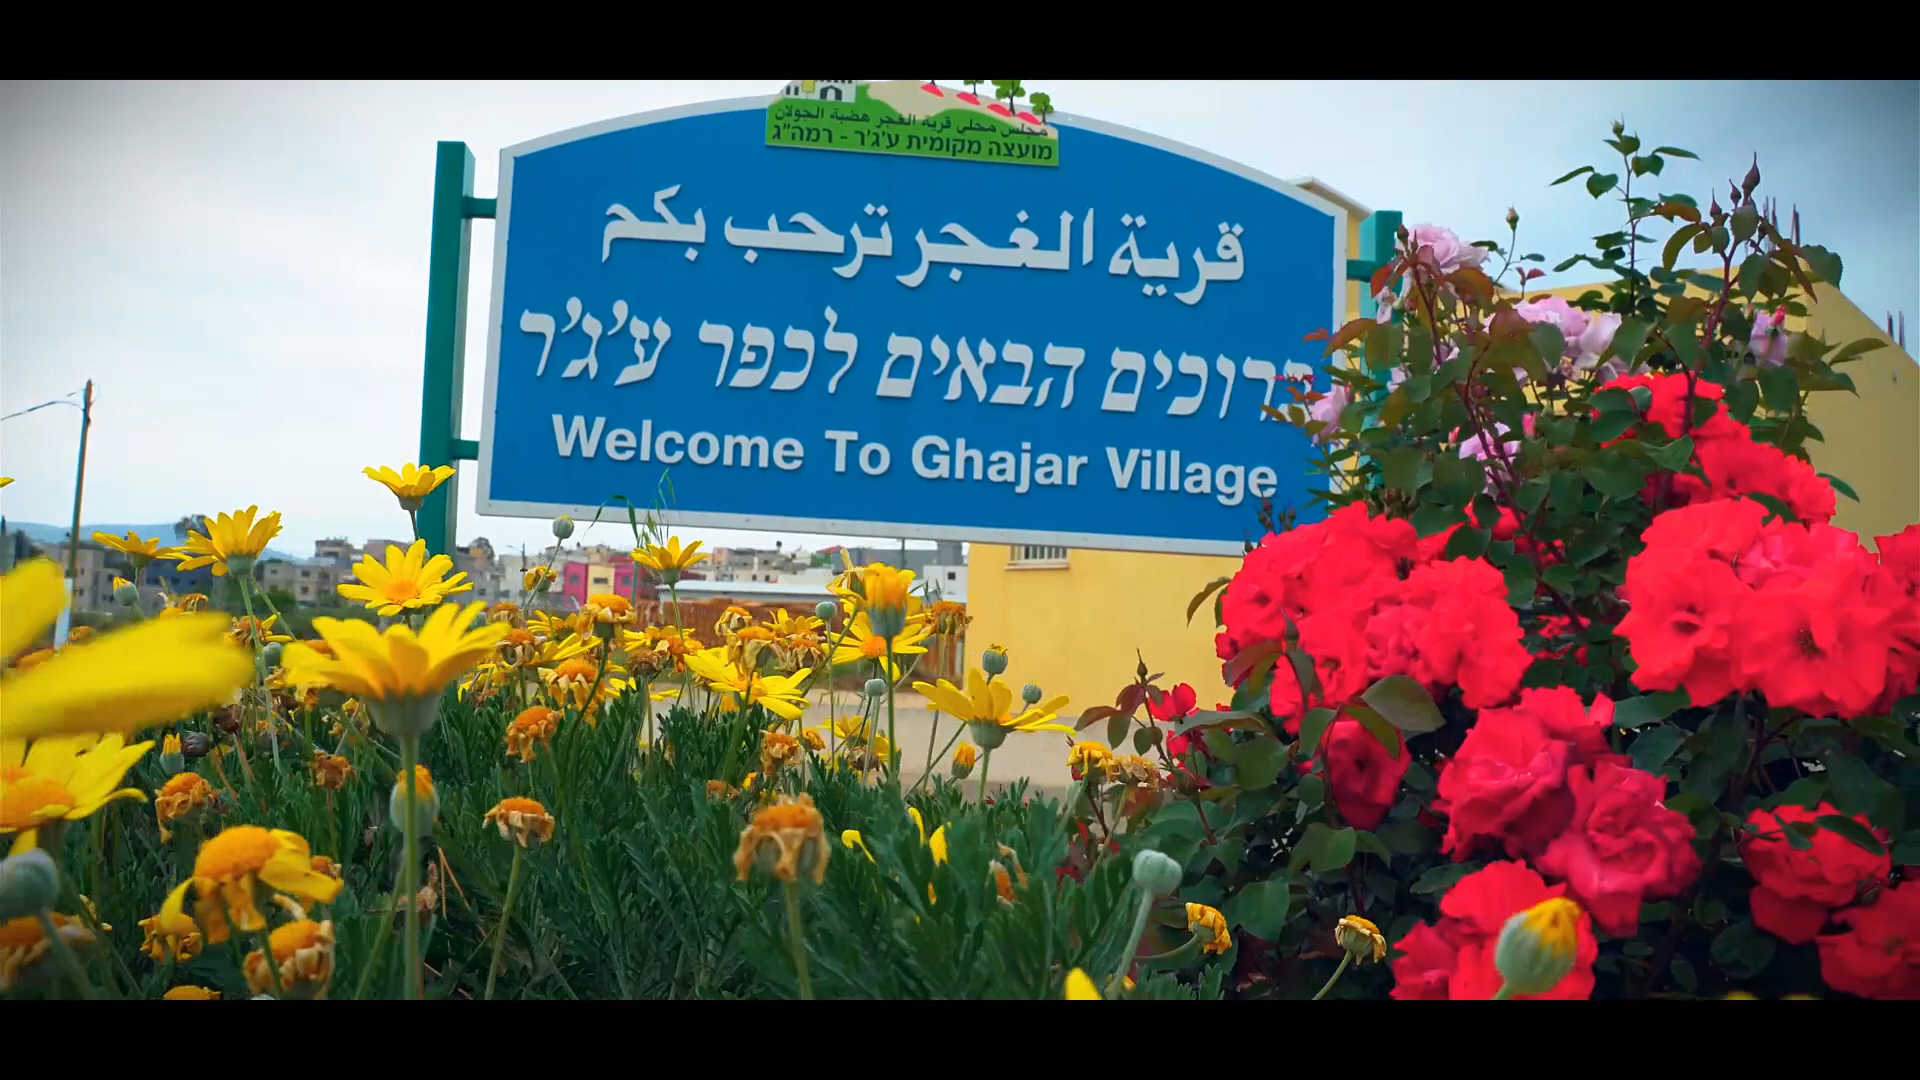 مجلس محلي قرية الغجر هضبة الجولان
מועצה מקומית ע'ג'ר - רמה"ג
قرية الغجر ترحب بكم
ברוכים הבאים לכפר ע'ג'ר
Welcome To Ghajar Village